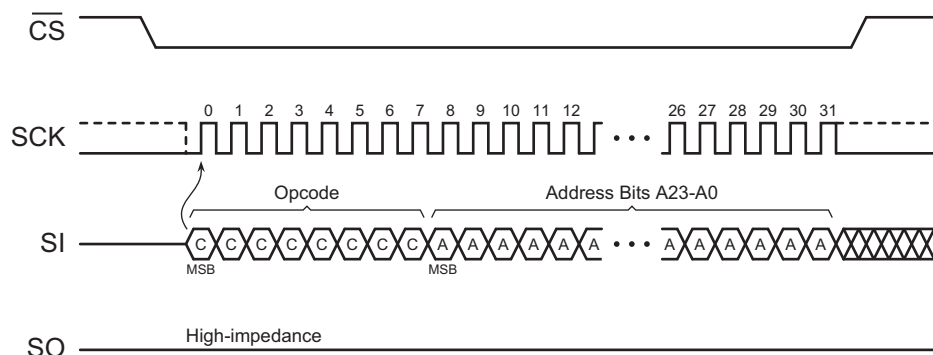 CS
0 1 2 3 4 5 6 7 8 9 10 11 12 26 27 28 29 30 31
SCK
Opcode Address Bits A23-A0
SI C C C C C C C C A A A A A A • • • A A A A A A
MSB MSB
High-impedance
SO